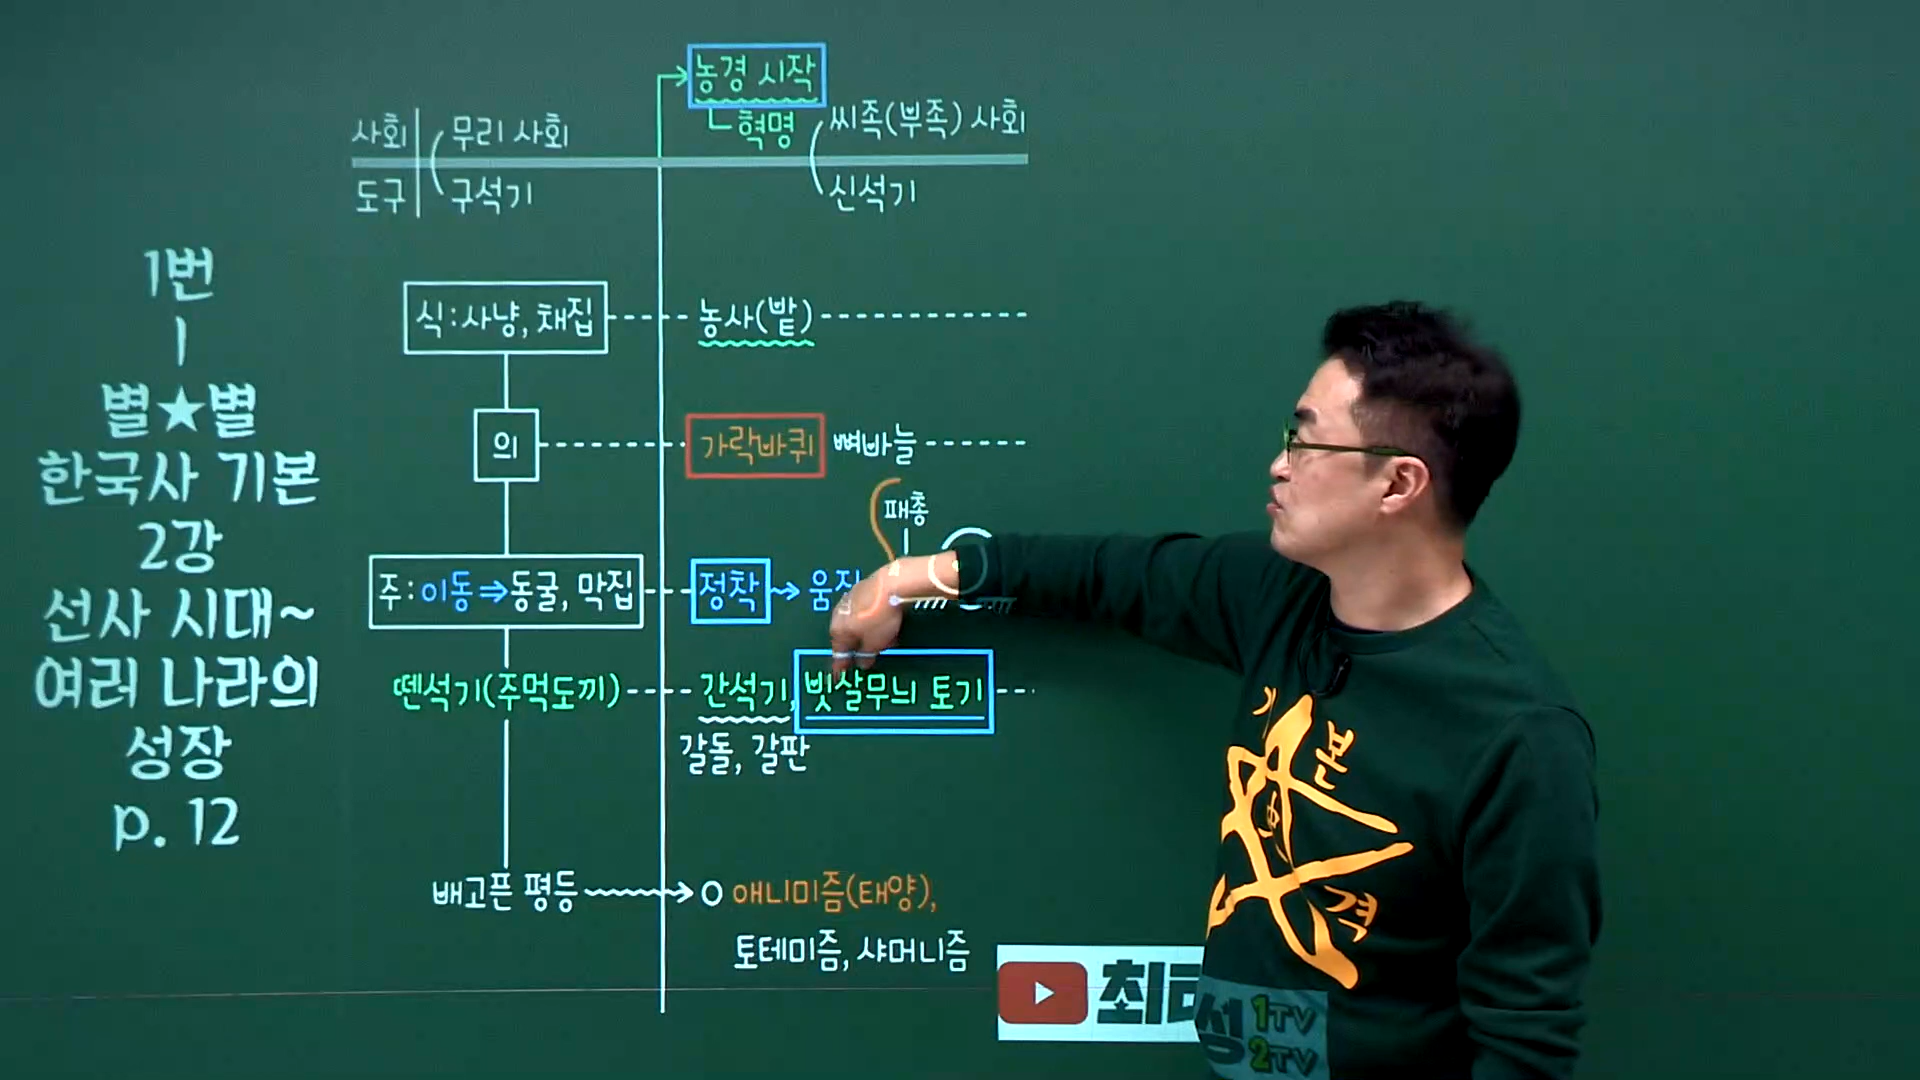 농경 시작
혁명
사회 무리 사회 씨족(부족) 사회
도구 구석기 신석기
1번
별★별
한국사 기본
2강
선사 시대~
여러 나라의
성장
p. 12
식:사냥, 채집 농사(밭)
의 가락바퀴 뼈바늘
패총
주:이동⇒동굴, 막집 정착→움집
뗀석기(주먹도끼) 간석기, 빗살무늬 토기
갈돌, 갈판
배고픈 평등 → O 애니미즘(태양),
토테미즘, 샤머니즘
기본
격
최태성 1TV
2TV